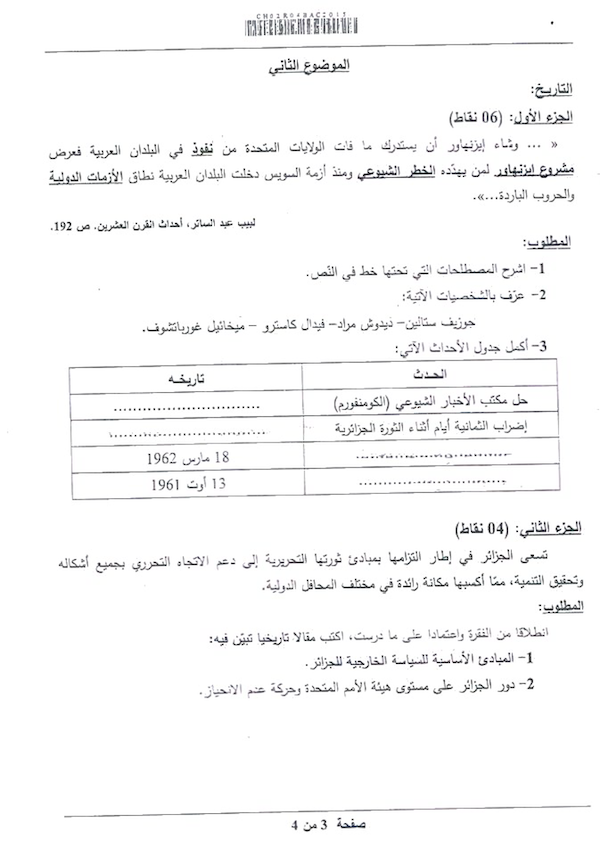 CH02R04BAC2017
الموضوع الثاني
التاريخ:
الجزء الأول: (06 نقاط)
« ... وشاء إيزنهاور أن يستدرك ما فات الولايات المتحدة من نفوذ في البلدان العربية فعرض
مشروع ايزنهاور لمن يهدّده الخطر الشيوعي ومنذ أزمة السويس دخلت البلدان العربية نطاق الأزمات الدولية
والحروب الباردة...».
لبيب عبد الساتر، أحداث القرن العشرين. ص 192.
المطلوب:
1- اشرح المصطلحات التي تحتها خط في النّص.
2- عرّف بالشخصيات الآتية:
جوزيف ستالين- ديدوش مراد- فيدال كاسترو - ميخائيل غورباتشوف.
3- أكمل جدول الأحداث الآتي:
الحدث تاريخه
حل مكتب الأخبار الشيوعي (الكومنفورم) ..............................
إضراب الثمانية أيام أثناء الثورة الجزائرية ..............................
.............................. 18 مارس 1962
.............................. 13 أوت 1961
الجزء الثاني: (04 نقاط)
تسعى الجزائر في إطار التزامها بمبادئ ثورتها التحريرية إلى دعم الاتجاه التحرري بجميع أشكاله
وتحقيق التنمية، ممّا أكسبها مكانة رائدة في مختلف المحافل الدولية.
المطلوب:
انطلاقا من الفقرة واعتمادا على ما درست، اكتب مقالا تاريخيا تبيّن فيه:
1- المبادئ الأساسية للسياسة الخارجية للجزائر.
2- دور الجزائر على مستوى هيئة الأمم المتحدة وحركة عدم الانحياز.
صفحة 3 من 4